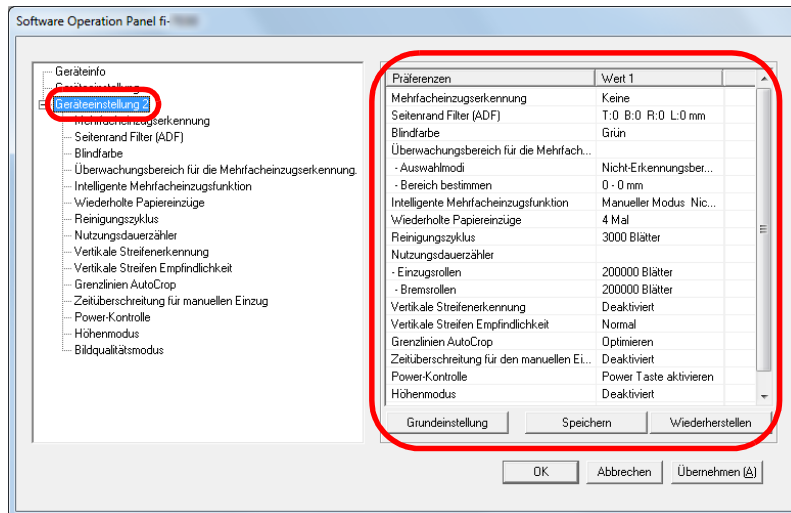 Software Operation Panel fi-
Geräteinfo
Geräteeinstellung
Geräteeinstellung 2
Mehrfacheinzugserkennung
Seitenrand Filter (ADF)
Blindfarbe
Überwachungsbereich für die Mehrfacheinzugserkennung.
Intelligente Mehrfacheinzugsfunktion
Wiederholte Papiereinzüge
Reinigungszyklus
Nutzungsdauerzähler
Vertikale Streifenerkennung
Vertikale Streifen Empfindlichkeit
Grenzlinien AutoCrop
Zeitüberschreitung für manuellen Einzug
Power-Kontrolle
Höhenmodus
Bildqualitätsmodus
Präferenzen Wert 1
Mehrfacheinzugserkennung Keine
Seitenrand Filter (ADF) T:0 B:0 R:0 L:0 mm
Blindfarbe Grün
Überwachungsbereich für die Mehrfach...
- Auswahlmodi Nicht-Erkennungsber...
- Bereich bestimmen 0 - 0 mm
Intelligente Mehrfacheinzugsfunktion Manueller Modus Nic...
Wiederholte Papiereinzüge 4 Mal
Reinigungszyklus 3000 Blätter
Nutzungsdauerzähler
- Einzugsrollen 200000 Blätter
- Bremsrollen 200000 Blätter
Vertikale Streifenerkennung Deaktiviert
Vertikale Streifen Empfindlichkeit Normal
Grenzlinien AutoCrop Optimieren
Zeitüberschreitung für den manuellen Ei... Deaktiviert
Power-Kontrolle Power Taste aktivieren
Höhenmodus Deaktiviert
Grundeinstellung Speichern Wiederherstellen
OK Abbrechen Übernehmen (A)